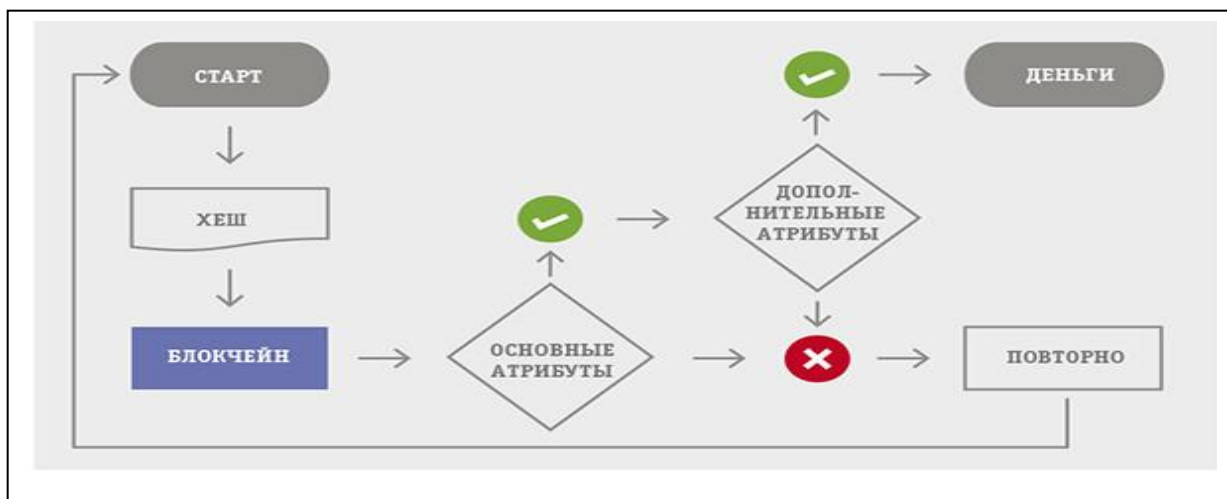 СТАРТ
ДЕНЬГИ
ХЕШ
ДОПОЛ-
НИТЕЛЬНЫЕ
АТРИБУТЫ
БЛОКЧЕЙН
ОСНОВНЫЕ
АТРИБУТЫ
ПОВТОРНО